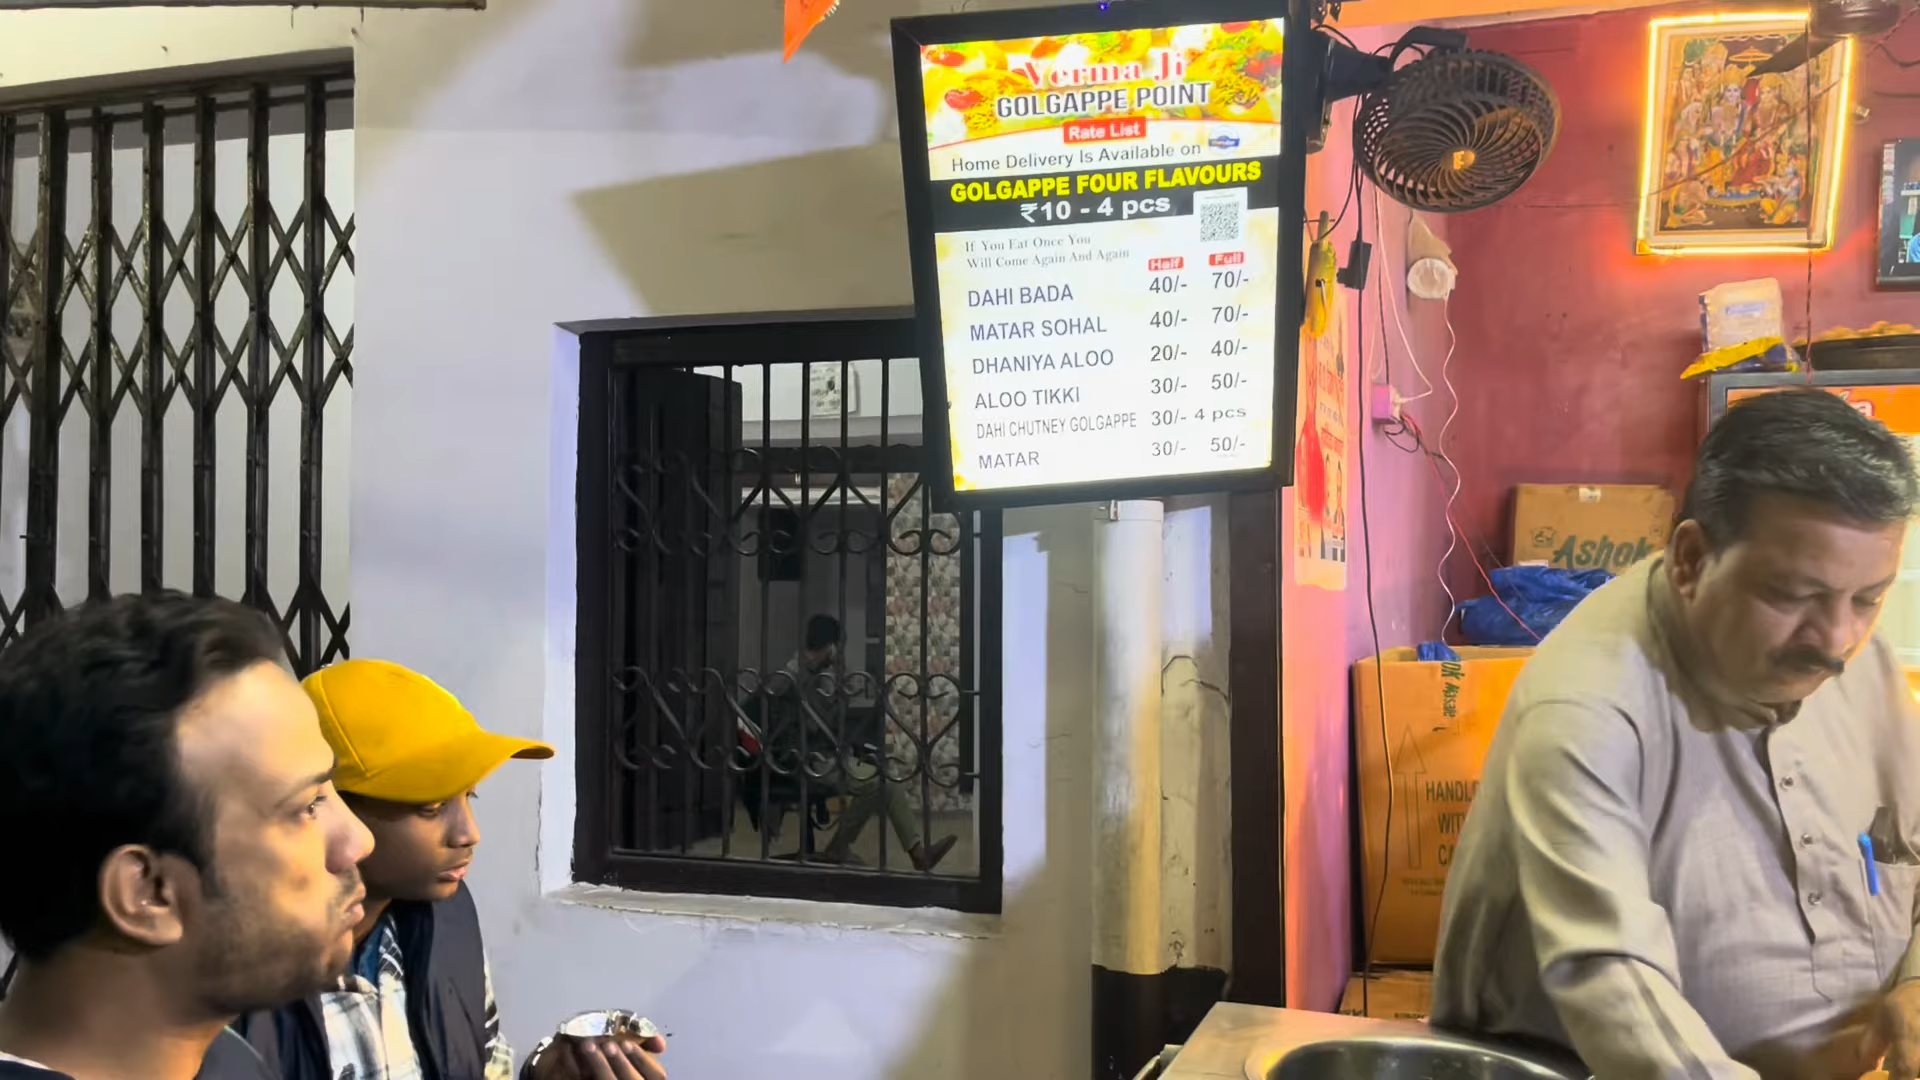 Verma Ji
GOLGAPPE POINT
Rate List
Home Delivery Is Available on
GOLGAPPE FOUR FLAVOURS
₹10 - 4 pcs
If You Eat Once You
Will Come Again And Again
Half Full
DAHI BADA 40/- 70/-
MATAR SOHAL 40/- 70/-
DHANIYA ALOO 20/- 40/-
ALOO TIKKI 30/- 50/-
DAHI CHUTNEY GOLGAPPE 30/- 4 pcs
MATAR 30/- 50/-
Ashok
HANDLE
WITH